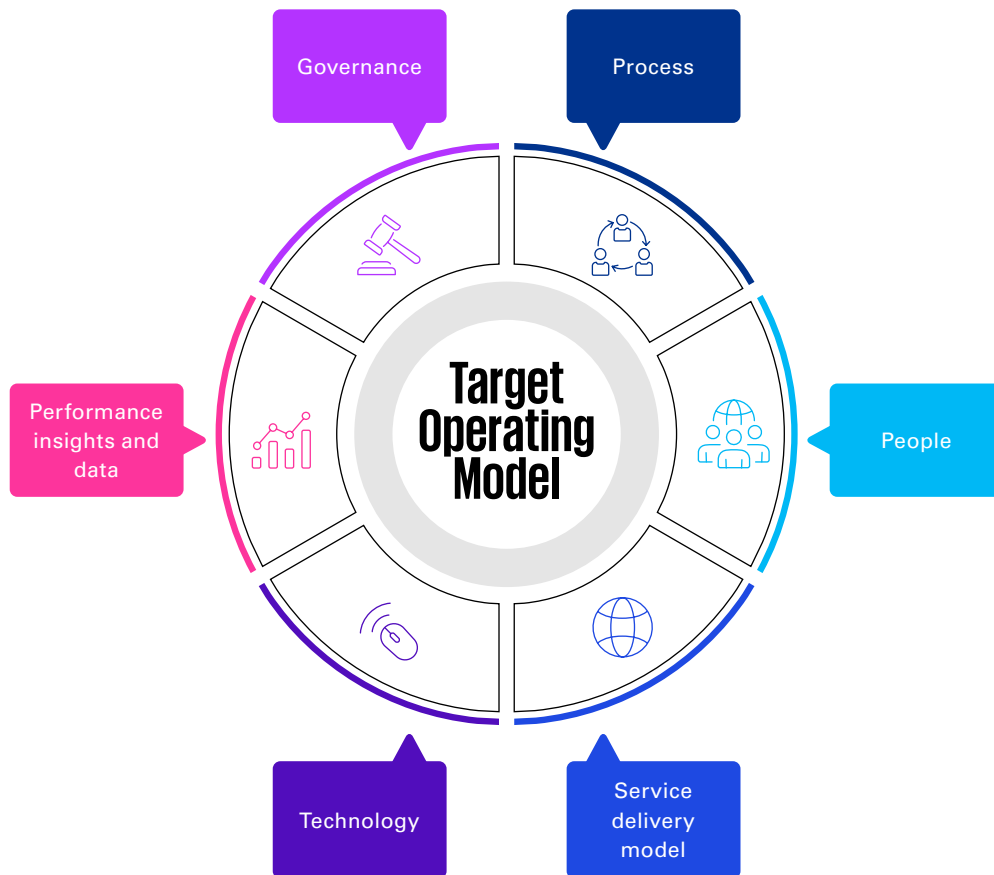 Governance
Process
Performance
insights and
data
Target
Operating
Model
People
Technology
Service
delivery
model